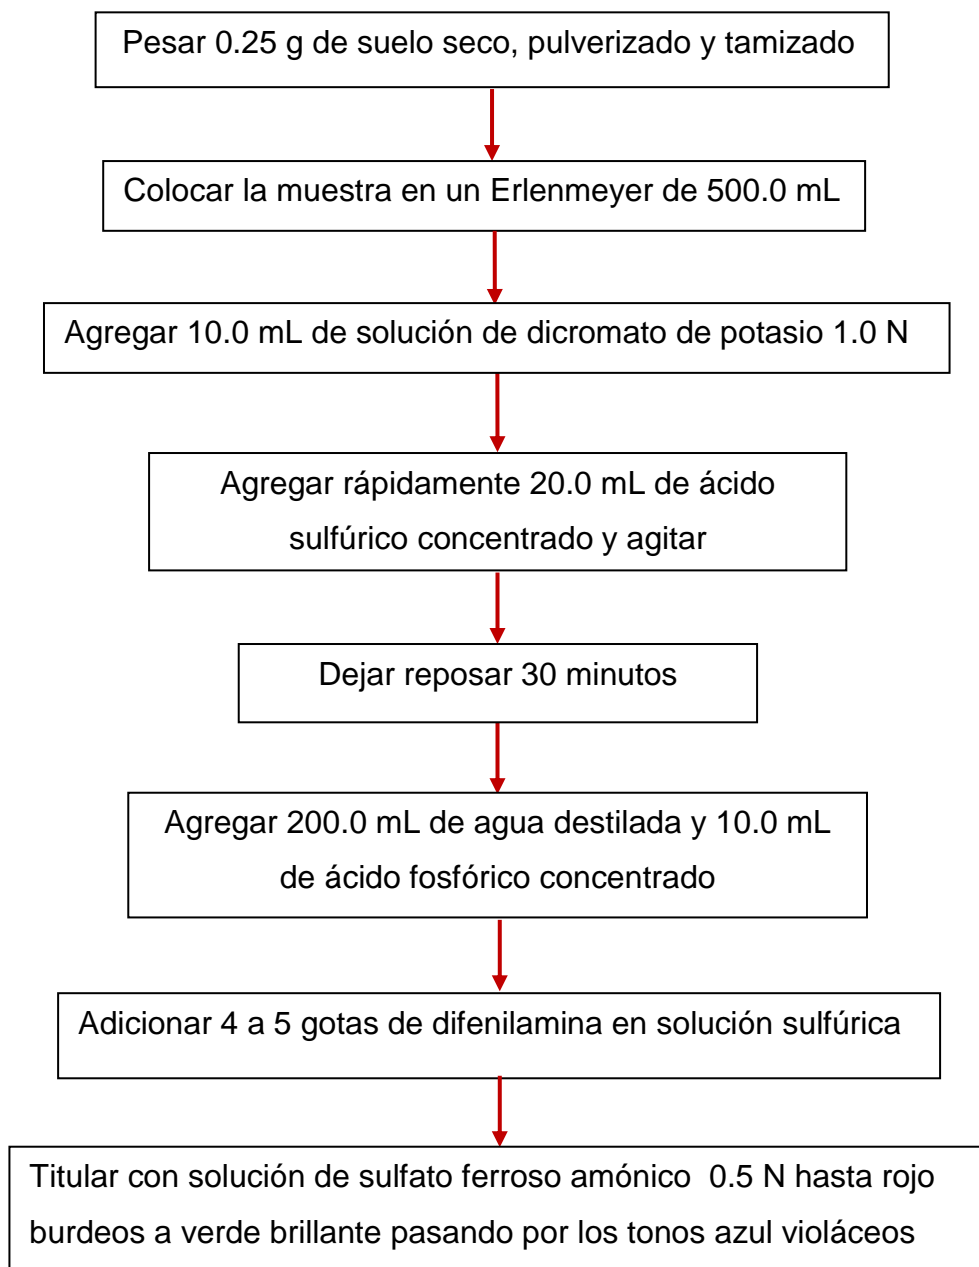 Pesar 0.25 g de suelo seco, pulverizado y tamizado
Colocar la muestra en un Erlenmeyer de 500.0 mL
Agregar 10.0 mL de solución de dicromato de potasio 1.0 N
Agregar rápidamente 20.0 mL de ácido
sulfúrico concentrado y agitar
Dejar reposar 30 minutos
Agregar 200.0 mL de agua destilada y 10.0 mL
de ácido fosfórico concentrado
Adicionar 4 a 5 gotas de difenilamina en solución sulfúrica
Titular con solución de sulfato ferroso amónico 0.5 N hasta rojo
burdeos a verde brillante pasando por los tonos azul violáceos